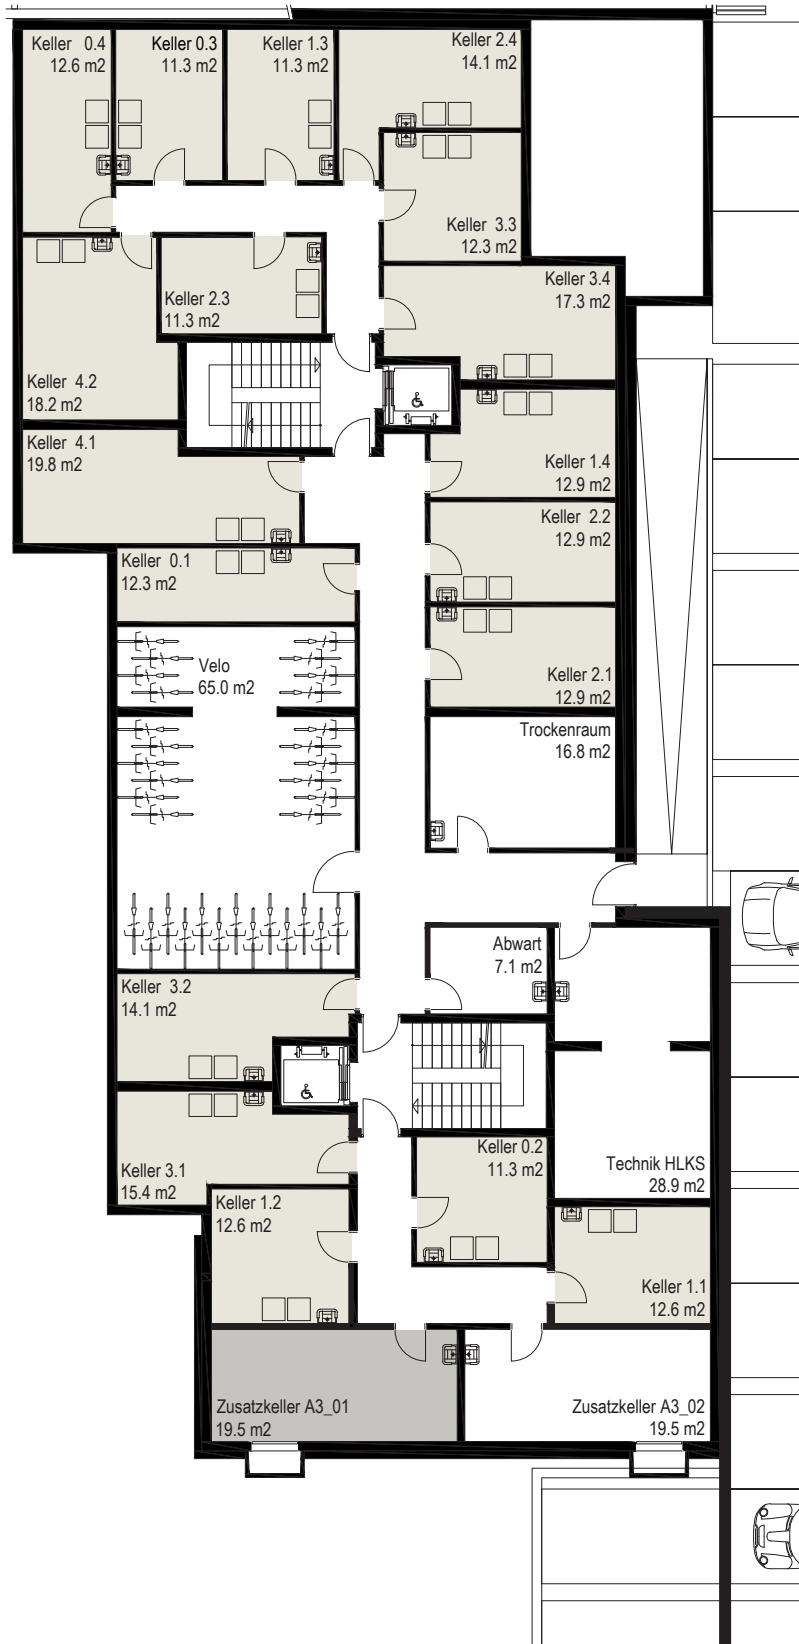 Keller 0.4
12.6 m2
Keller 0.3
11.3 m2
Keller 1.3
11.3 m2
Keller 2.4
14.1 m2
Keller 3.3
12.3 m2
Keller 2.3
11.3 m2
Keller 3.4
17.3 m2
Keller 4.2
18.2 m2
Keller 4.1
19.8 m2
Keller 1.4
12.9 m2
Keller 2.2
12.9 m2
Keller 0.1
12.3 m2
Velo
65.0 m2
Keller 2.1
12.9 m2
Trockenraum
16.8 m2
Abwart
7.1 m2
Keller 3.2
14.1 m2
Keller 0.2
11.3 m2
Technik HLKS
28.9 m2
Keller 3.1
15.4 m2
Keller 1.2
12.6 m2
Keller 1.1
12.6 m2
Zusatzkeller A3_01
19.5 m2
Zusatzkeller A3_02
19.5 m2